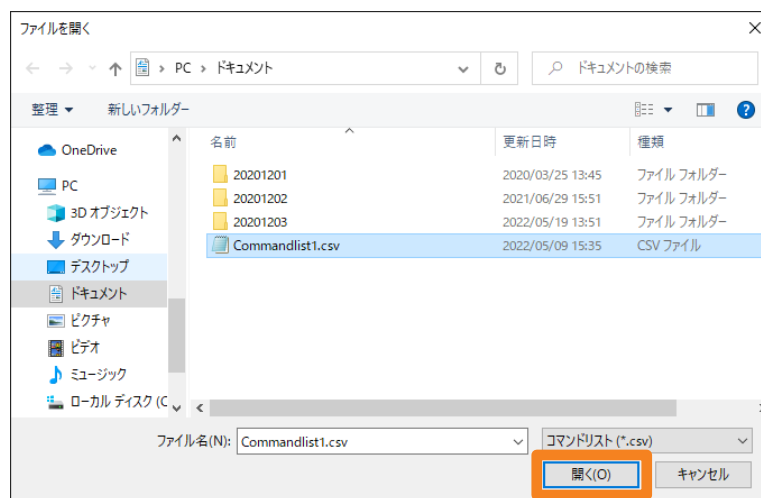 ファイルを開く
PC › ドキュメント
ドキュメントの検索
整理
新しいフォルダー
名前
更新日時
種類
OneDrive
PC
3D オブジェクト
ダウンロード
デスクトップ
ドキュメント
ピクチャ
ビデオ
ミュージック
ローカル ディスク (C
20201201 2020/03/25 13:45 ファイル フォルダー
20201202 2021/06/29 15:51 ファイル フォルダー
20201203 2022/05/19 13:51 ファイル フォルダー
Commandlist1.csv 2022/05/09 15:35 CSV ファイル
ファイル名(N): Commandlist1.csv
コマンドリスト (*.csv)
開く(O)
キャンセル